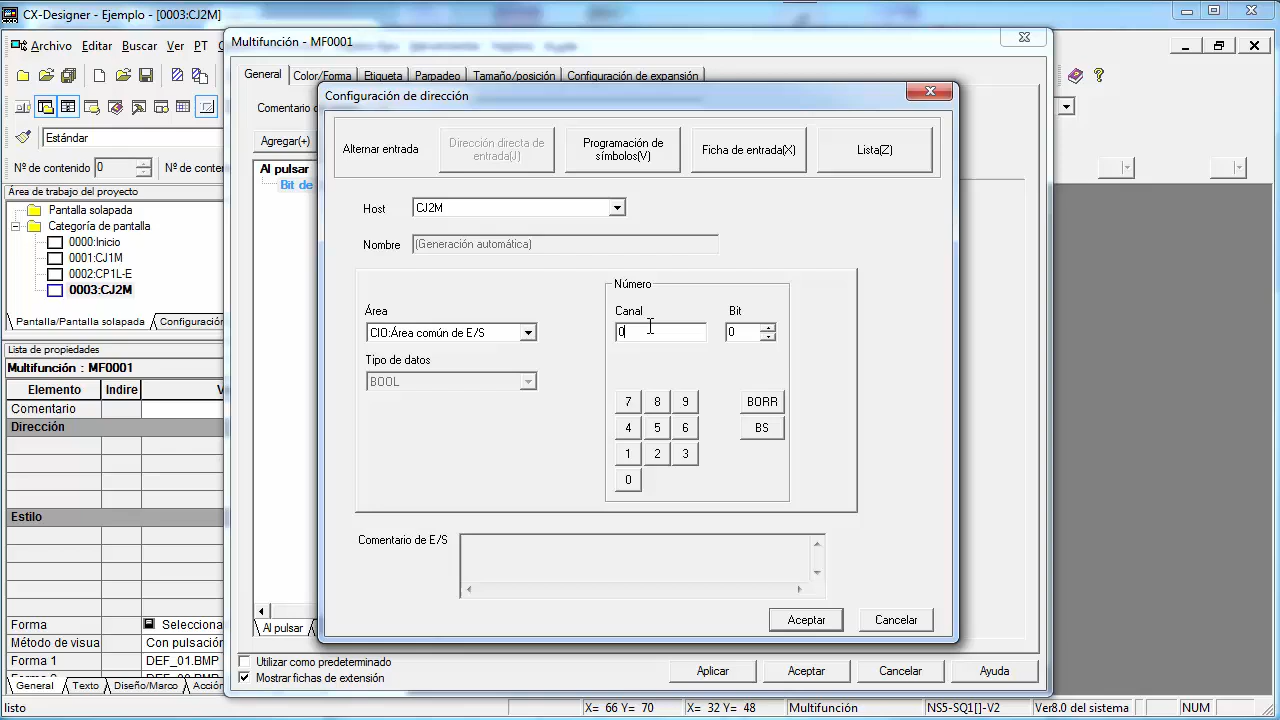 CX-Designer - Ejemplo - [0003:CJ2M]
Archivo Editar Buscar Ver PT
Estándar
Nº de contenido 0 Nº de contenido
Área de trabajo del proyecto
Pantalla solapada
Categoría de pantalla
0000:Inicio
0001:CJ1M
0002:CP1L-E
0003:CJ2M
Pantalla/Pantalla solapada Configuración
Lista de propiedades
Multifunción : MF0001
Elemento Indire V
Comentario
Dirección
Estilo
Forma Selecciona
Método de visua Con pulsación
Forma 1 DEF_01.BMP
General Texto Diseño/Marco Acción
Multifunción - MF0001
General Color/Forma Etiqueta Parpadeo Tamaño/posición Configuración de expansión
Comentario d
Agregar(+)
Al pulsar
Bit de
Al pulsar
Utilizar como predeterminado
Mostrar fichas de extensión
Aplicar Aceptar Cancelar Ayuda
Configuración de dirección
Alternar entrada
Dirección directa de entrada(J)
Programación de símbolos(V)
Ficha de entrada(X)
Lista(Z)
Host CJ2M
Nombre (Generación automática)
Área
CIO:Área común de E/S
Tipo de datos
BOOL
Número
Canal Bit
0 0
7 8 9 BORR
4 5 6 BS
1 2 3
0
Comentario de E/S
Aceptar Cancelar
listo X= 66 Y= 70 X= 32 Y= 48 Multifunción NS5-SQ1[]-V2 Ver8.0 del sistema NUM